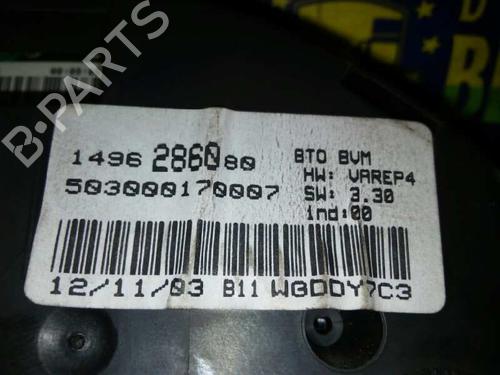 B-PARTS
1496 2860 80 BTO BVM
HW: VAREP4
503000170007 SW: 3.30
ind:00
12/11/03 B11 WGDDY7C3